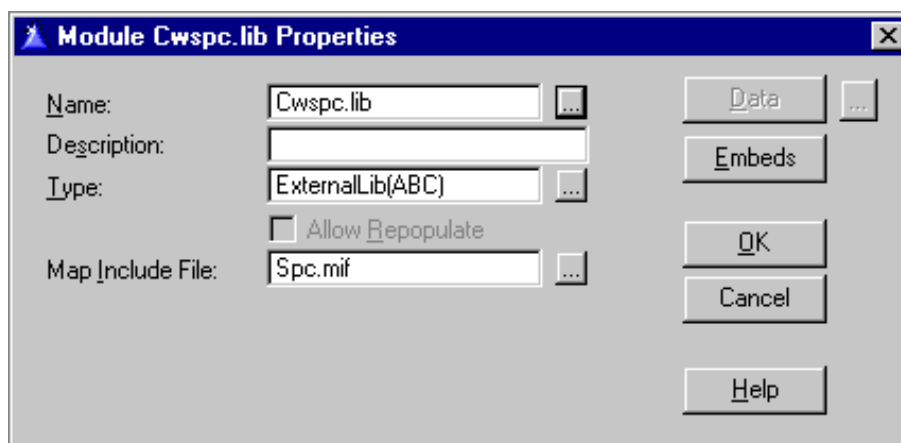 Module Cwspc.lib Properties
Name: Cwspc.lib ... Data ...
Description: Embeds
Type: ExternalLib(ABC) ...
Allow Repopulate OK
Map Include File: Spc.mif ...
Cancel
Help